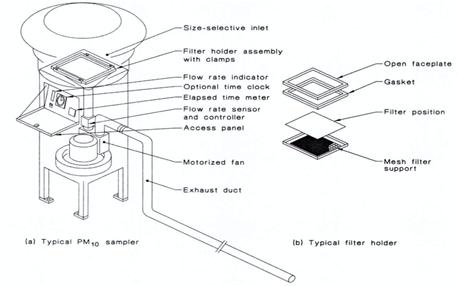 Size-selective inlet
Filter holder assembly
with clamps
Flow rate indicator
Optional time clock
Elapsed time meter
Flow rate sensor
and controller
Access panel
Motorized fan
Exhaust duct
(a) Typical PM10 sampler
Open faceplate
Gasket
Filter position
Mesh filter
support
(b) Typical filter holder